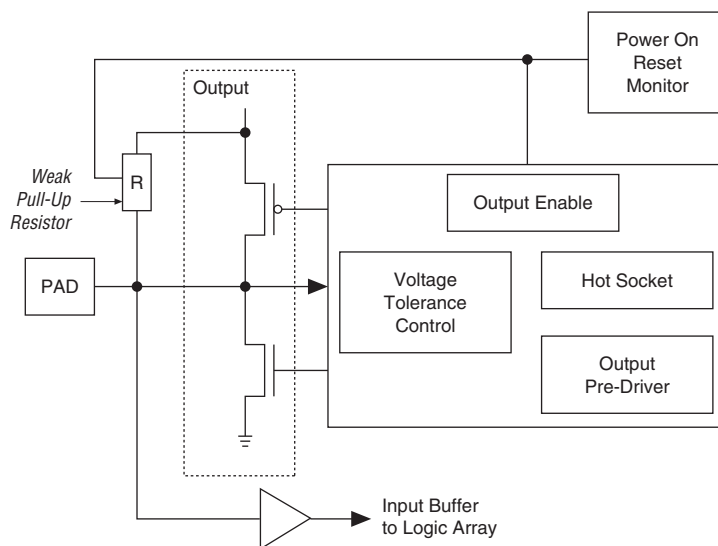 Power On
Reset
Monitor
Output
R
Weak
Pull-Up
Resistor
Output Enable
PAD
Voltage
Tolerance
Control
Hot Socket
Output
Pre-Driver
Input Buffer
to Logic Array